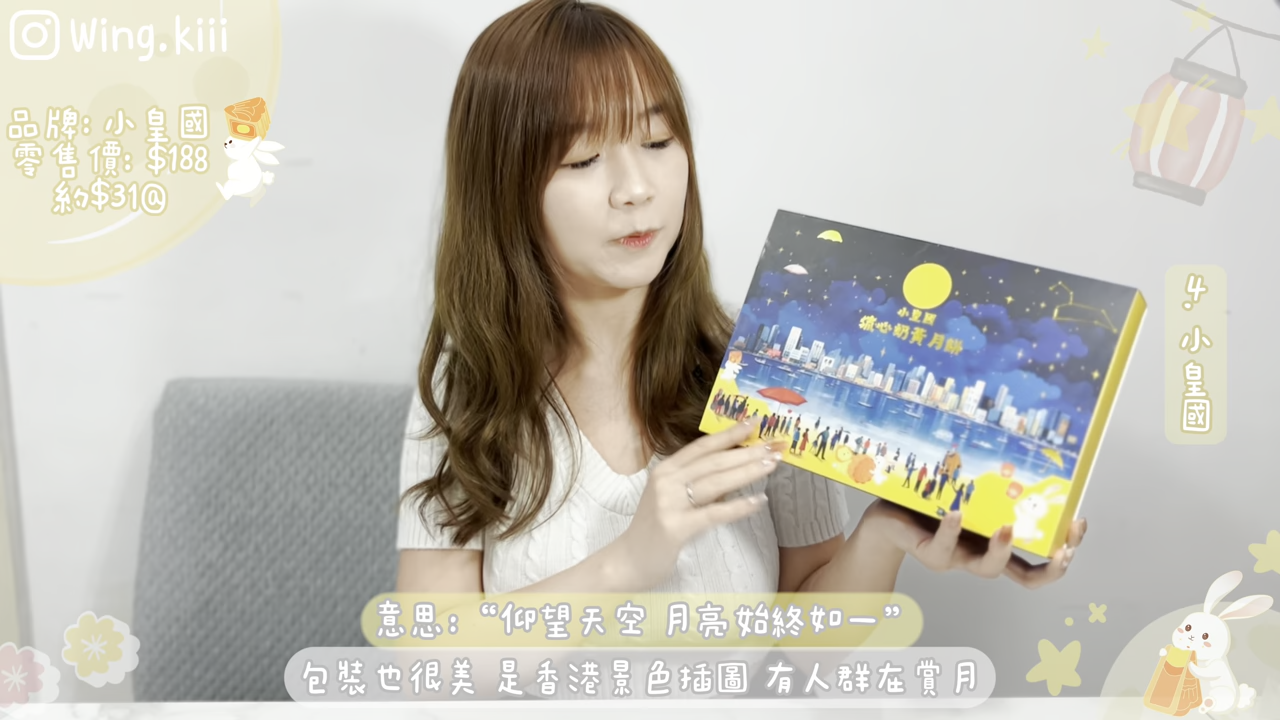 Wing.kiii
品牌: 小皇國
零售價: $188
約$31@
小皇國
流心奶黃月餅
4. 小皇國
意思: “仰望天空 月亮始終如一”
包裝也很美 是香港景色插圖 有人群在賞月